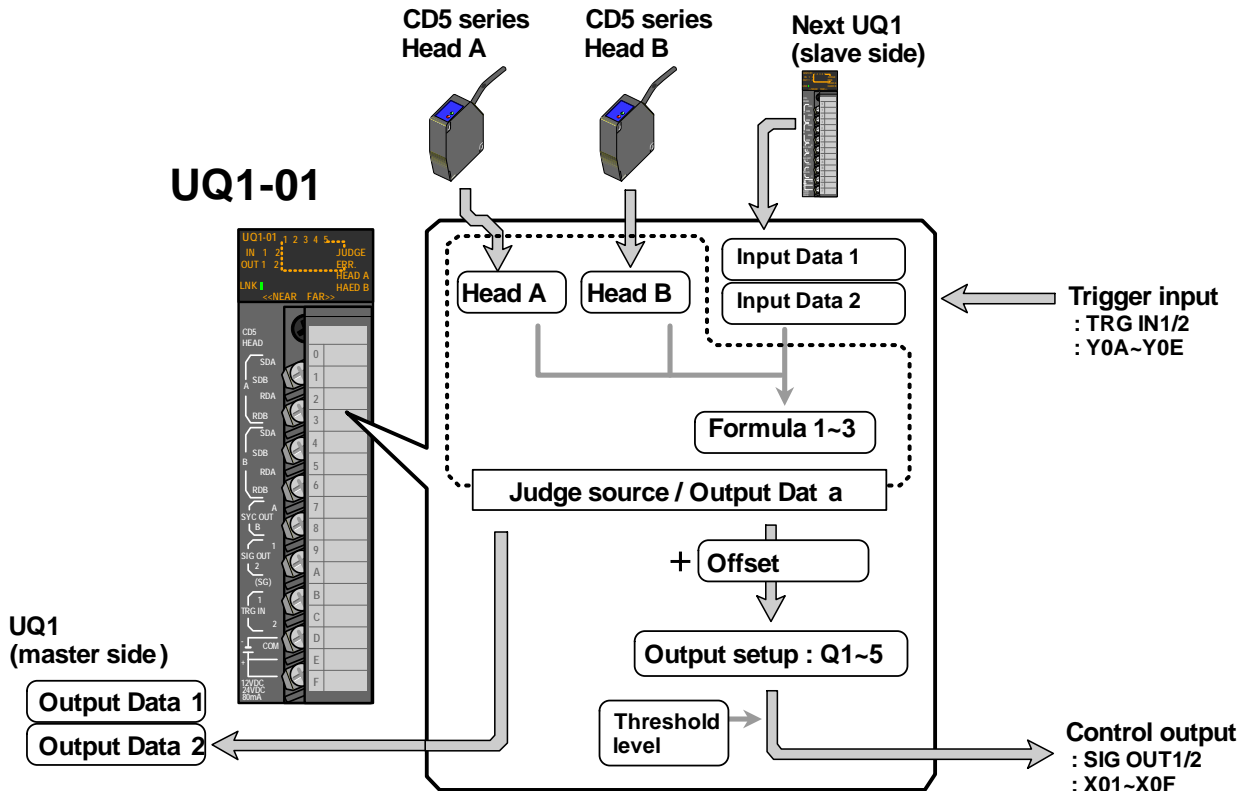 CD5 series
Head A
CD5 series
Head B
Next UQ1
(slave side)
UQ1-01
UQ1-01 1 2 3 4 5
IN 1 2
JUDGE
OUT 1 2
ERR.
HEAD A
LNK
HAED B
<<NEAR FAR>>
CD5
HEAD
SDA
A
SDB
RDA
RDB
SDA
SDB
B
RDA
RDB
A
SYC OUT
B
1
SIG OUT
2
(SG)
1
TRG IN
2
-
COM
+
12VDC
24VDC
80mA
0
1
2
3
4
5
6
7
8
9
A
B
C
D
E
F
Head A
Head B
Input Data 1
Input Data 2
Trigger input
: TRG IN1/2
: Y0A~Y0E
Formula 1~3
Judge source / Output Dat a
+ Offset
Output setup : Q1~5
Threshold
level
UQ1
(master side)
Output Data 1
Output Data 2
Control output
: SIG OUT1/2
: X01~X0F